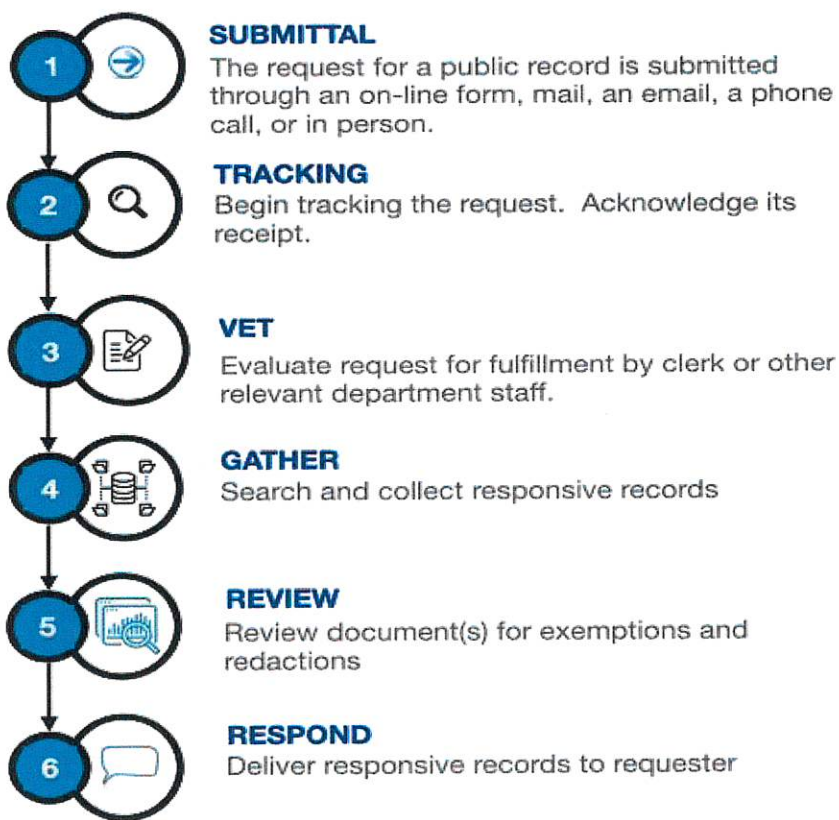 1
SUBMITTAL
The request for a public record is submitted
through an on-line form, mail, an email, a phone
call, or in person.
2
TRACKING
Begin tracking the request.  Acknowledge its
receipt.
3
VET
Evaluate request for fulfillment by clerk or other
relevant department staff.
4
GATHER
Search and collect responsive records
5
REVIEW
Review document(s) for exemptions and
redactions
6
RESPOND
Deliver responsive records to requester